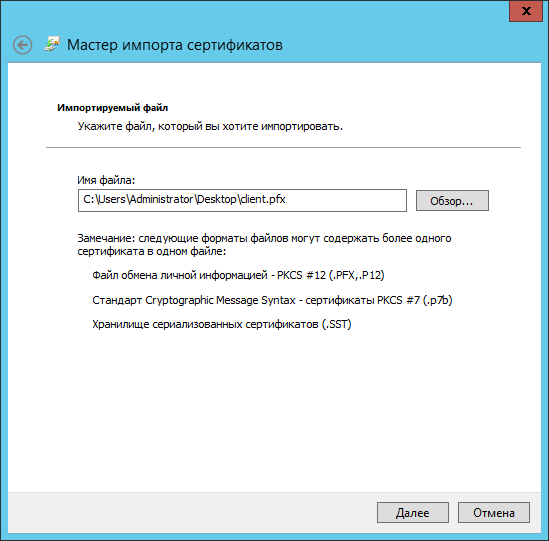 x
Мастер импорта сертификатов
Импортируемый файл
Укажите файл, который вы хотите импортировать.
Имя файла:
C:\Users\Administrator\Desktop\client.pfx
Обзор...
Замечание: следующие форматы файлов могут содержать более одного
сертификата в одном файле:
Файл обмена личной информацией - PKCS #12 (.PFX,.P12)
Стандарт Cryptographic Message Syntax - сертификаты PKCS #7 (.p7b)
Хранилище сериализованных сертификатов (.SST)
Далее
Отмена